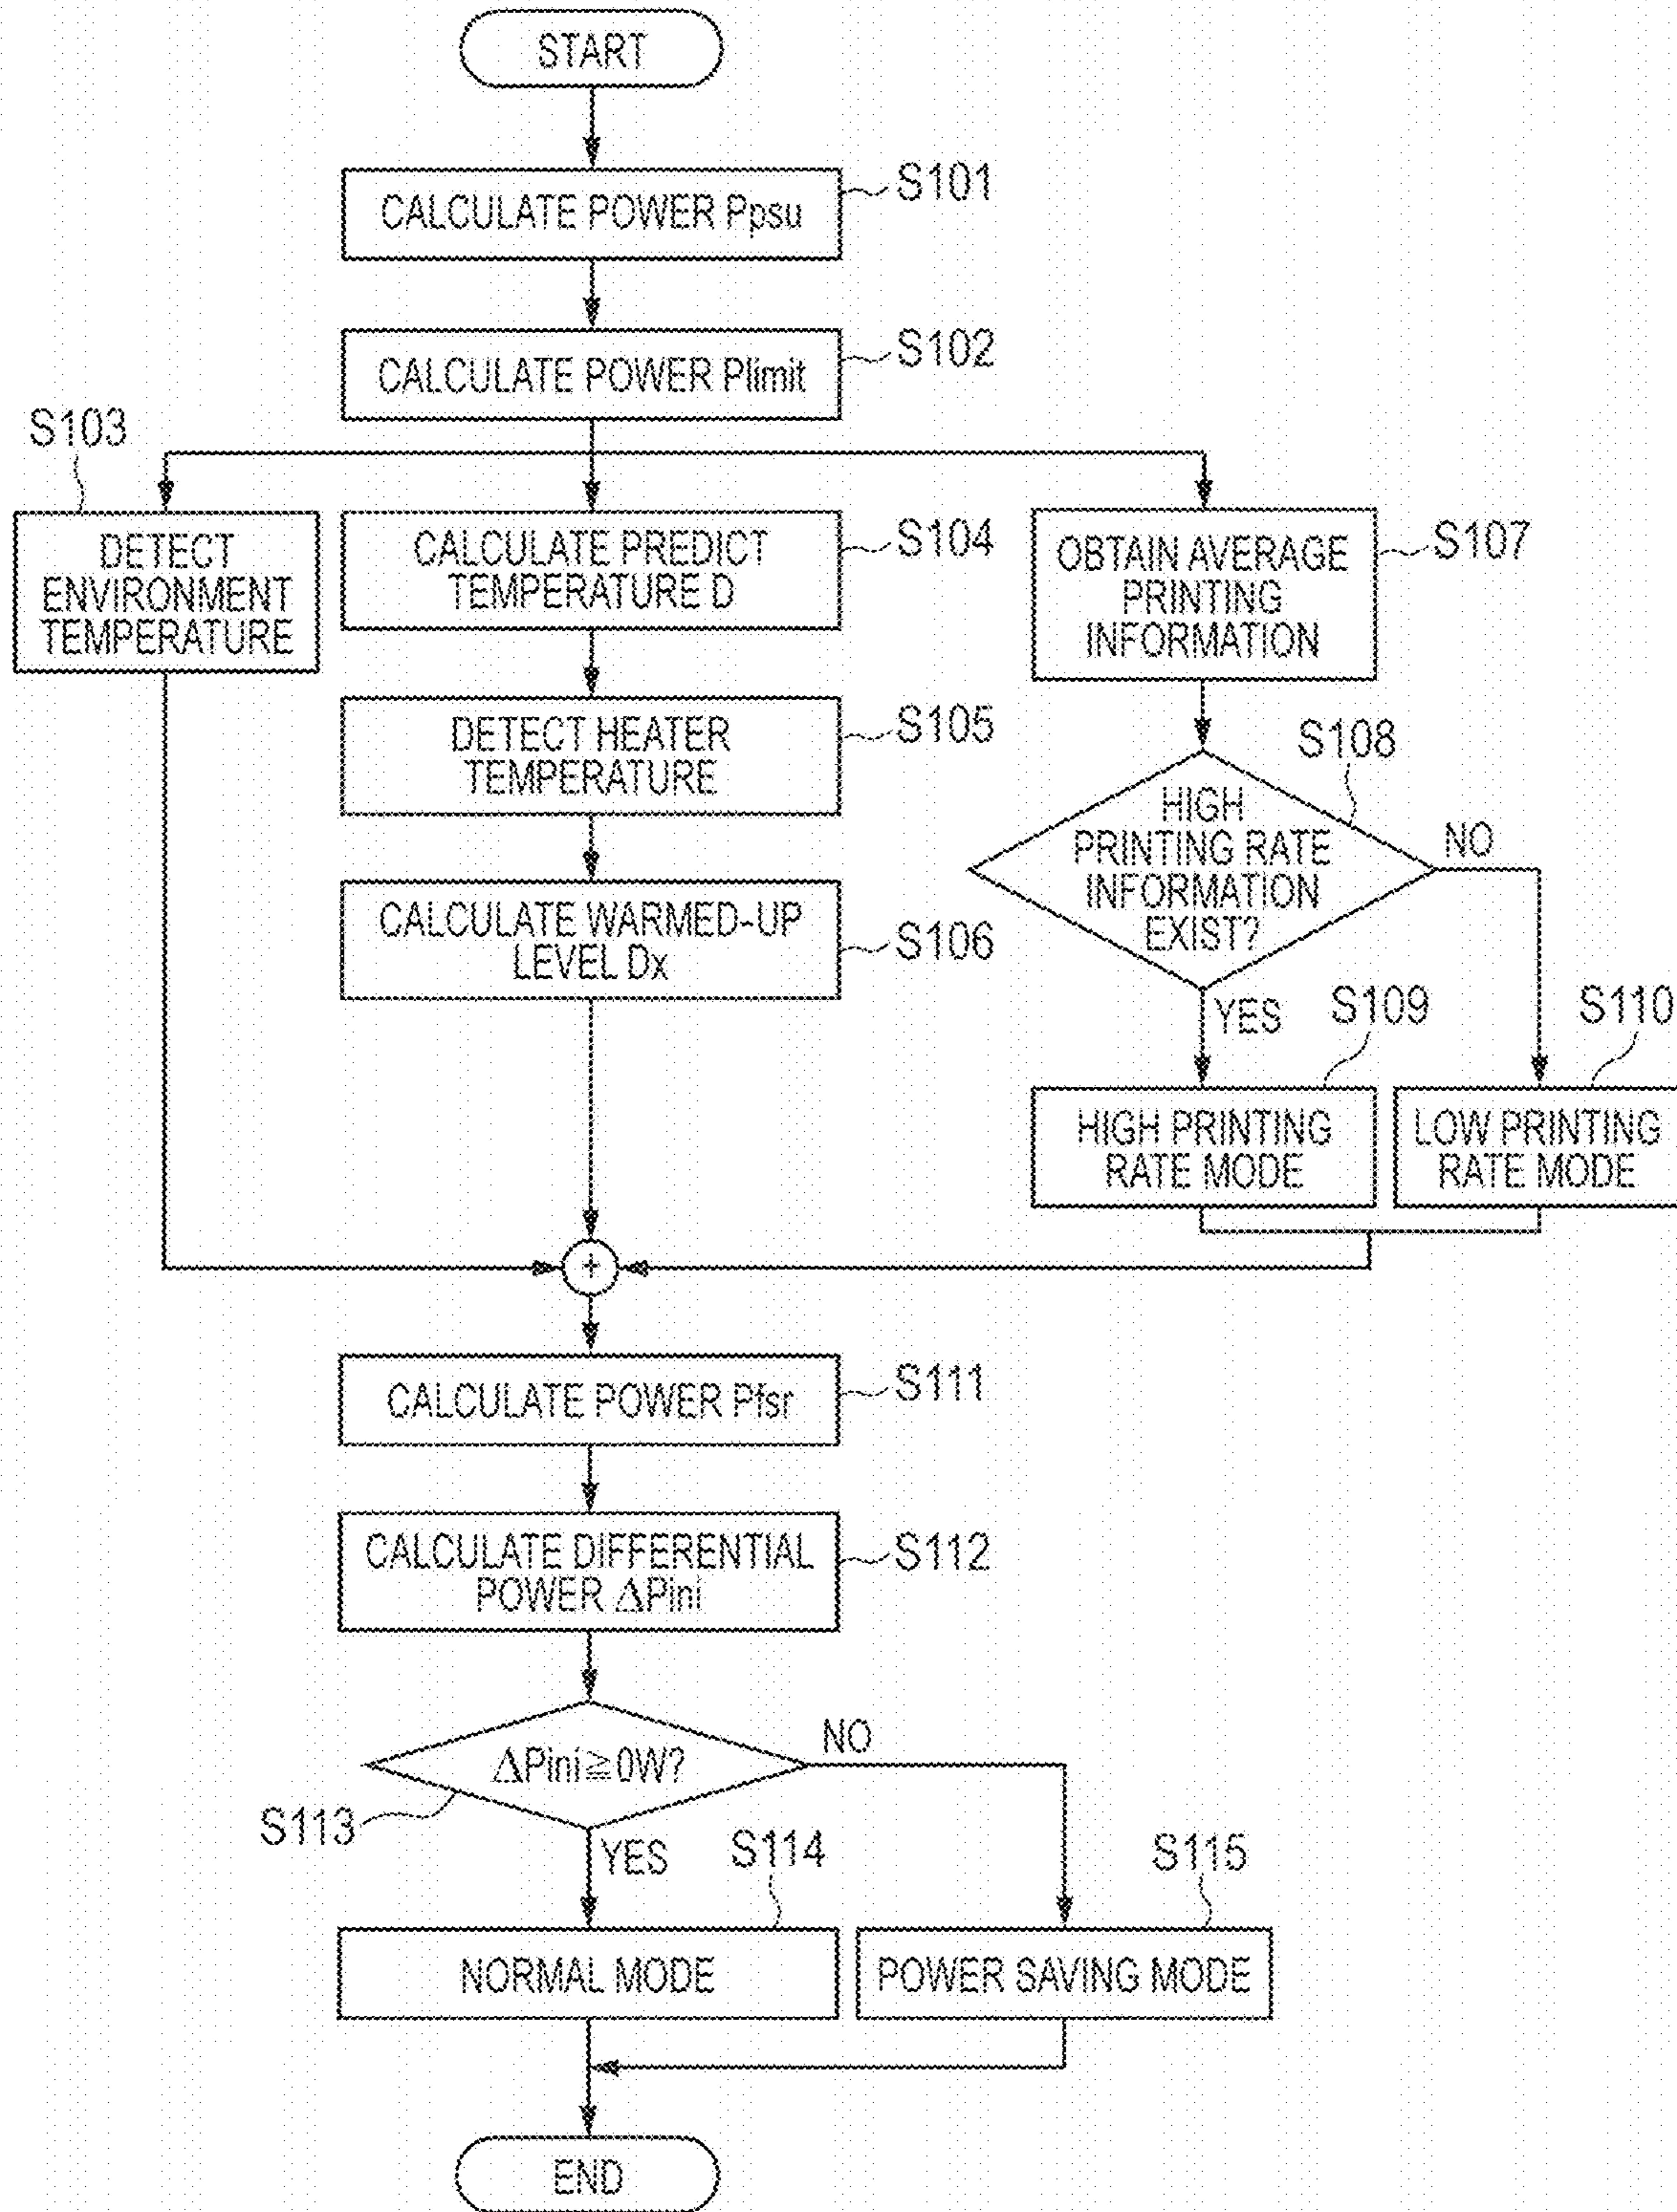 START
CALCULATE POWER Ppsu
S101
CALCULATE POWER Plimit
S102
S103
DETECT
ENVIRONMENT
TEMPERATURE
CALCULATE PREDICT
TEMPERATURE D
S104
OBTAIN AVERAGE
PRINTING
INFORMATION
S107
DETECT HEATER
TEMPERATURE
S105
S108
HIGH
PRINTING RATE
INFORMATION
EXIST?
NO
CALCULATE WARMED-UP
LEVEL Dx
S106
YES
S109
S110
HIGH PRINTING
RATE MODE
LOW PRINTING
RATE MODE
+
CALCULATE POWER Pfsr
S111
CALCULATE DIFFERENTIAL
POWER ΔPini
S112
ΔPini≧0W?
NO
S113
YES
S114
S115
NORMAL MODE
POWER SAVING MODE
END